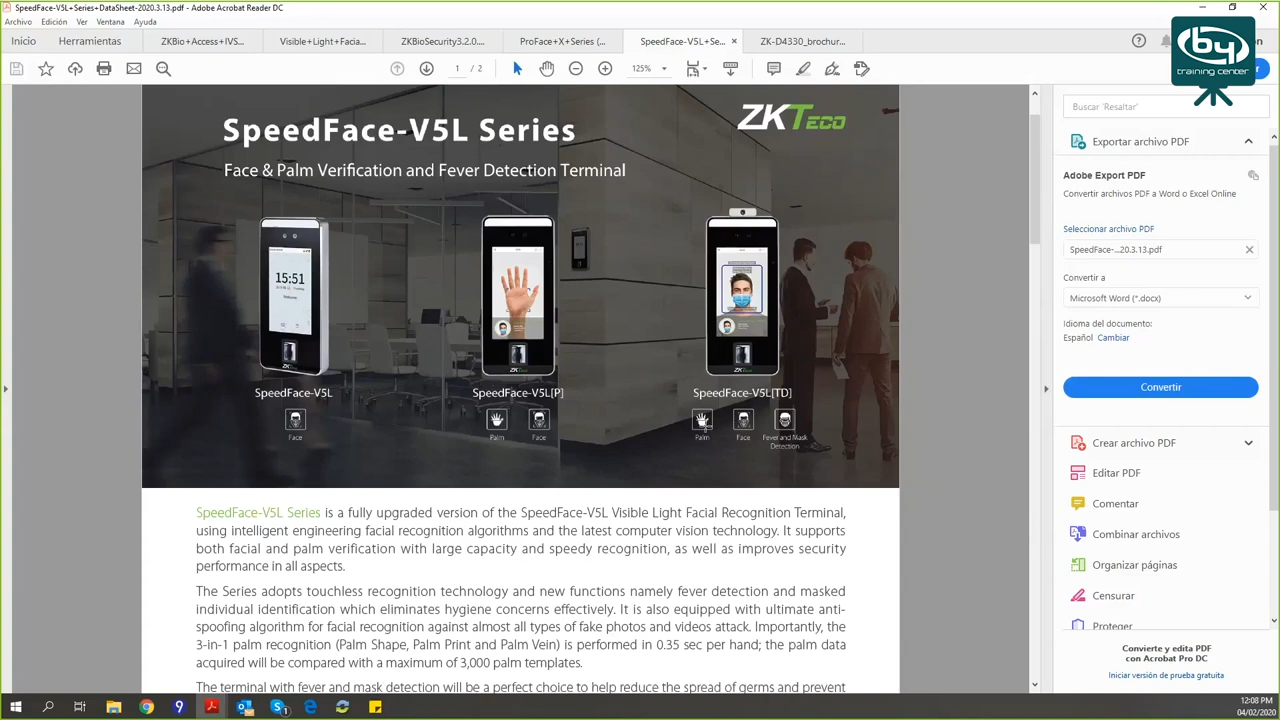 SpeedFace-V5L+Series+DataSheet-2020.3.13.pdf - Adobe Acrobat Reader DC
Archivo Edición Ver Ventana Ayuda
Inicio Herramientas ZKBio+Access+IVS... Visible+Light+Facia... ZKBioSecurity3.... ProFace+X+Series (... SpeedFace-V5L+Se... × ZK-D4330_brochur...
1 / 2 125%
by
training center
SpeedFace-V5L Series
ZKTeco
Face & Palm Verification and Fever Detection Terminal
15:51
Welcome
ZKTeco
ZKTeco
ZKTeco
SpeedFace-V5L SpeedFace-V5L[P] SpeedFace-V5L[TD]
Face Palm Face Palm Face Fever and Mask
Detection
SpeedFace-V5L Series is a fully upgraded version of the SpeedFace-V5L Visible Light Facial Recognition Terminal,
using intelligent engineering facial recognition algorithms and the latest computer vision technology. It supports
both facial and palm verification with large capacity and speedy recognition, as well as improves security
performance in all aspects.
The Series adopts touchless recognition technology and new functions namely fever detection and masked
individual identification which eliminates hygiene concerns effectively. It is also equipped with ultimate anti-
spoofing algorithm for facial recognition against almost all types of fake photos and videos attack. Importantly, the
3-in-1 palm recognition (Palm Shape, Palm Print and Palm Vein) is performed in 0.35 sec per hand; the palm data
acquired will be compared with a maximum of 3,000 palm templates.
The terminal with fever and mask detection will be a perfect choice to help reduce the spread of germs and prevent
Buscar 'Resaltar'
Exportar archivo PDF
Adobe Export PDF
Convertir archivos PDF a Word o Excel Online
Seleccionar archivo PDF
SpeedFace-...20.3.13.pdf
Convertir a
Microsoft Word (*.docx)
Idioma del documento:
Español Cambiar
Convertir
Crear archivo PDF
Editar PDF
Comentar
Combinar archivos
Organizar páginas
Censurar
Proteger
Convierte y edita PDF
con Acrobat Pro DC
Iniciar versión de prueba gratuita
12:08 PM
04/02/2020